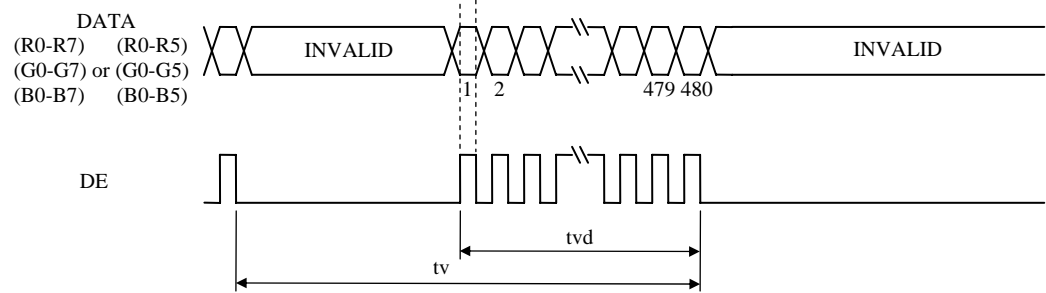 DATA
(R0-R7) (R0-R5)
(G0-G7) or (G0-G5)
(B0-B7) (B0-B5)
INVALID
INVALID
1 2 479 480
DE
tvd
tv